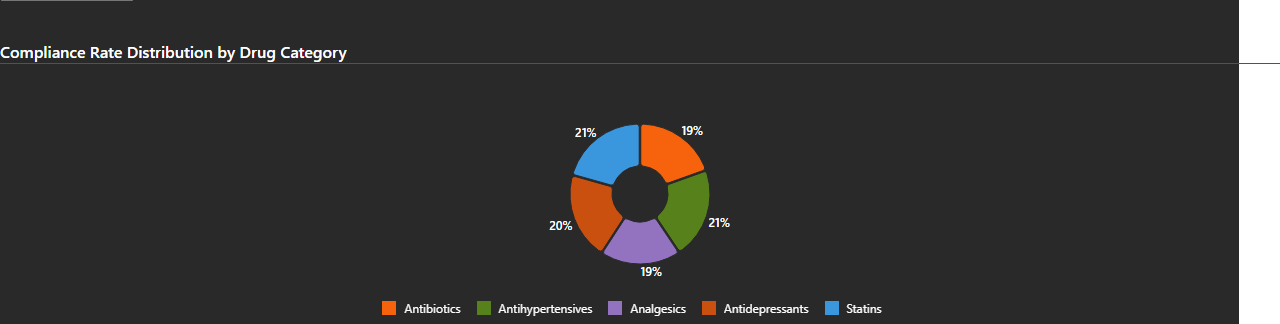 Compliance Rate Distribution by Drug Category
21%
19%
20%
21%
19%
Antibiotics
Antihypertensives
Analgesics
Antidepressants
Statins